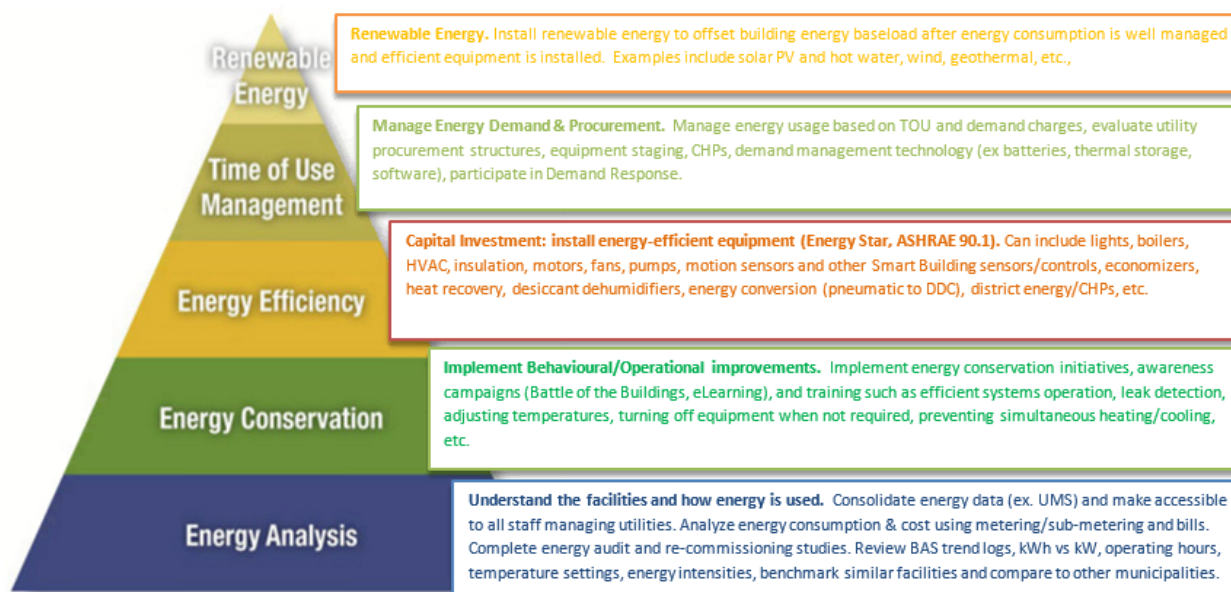 Renewable
Energy
Renewable Energy. Install renewable energy to offset building energy baseload after energy consumption is well managed
and efficient equipment is installed. Examples include solar PV and hot water, wind, geothermal, etc.,
Time of Use
Management
Manage Energy Demand & Procurement. Manage energy usage based on TOU and demand charges, evaluate utility
procurement structures, equipment staging, CHPs, demand management technology (ex batteries, thermal storage,
software), participate in Demand Response.
Energy Efficiency
Capital Investment: install energy-efficient equipment (Energy Star, ASHRAE 90.1). Can include lights, boilers,
HVAC, insulation, motors, fans, pumps, motion sensors and other Smart Building sensors/controls, economizers,
heat recovery, desiccant dehumidifiers, energy conversion (pneumatic to DDC), district energy/CHPs, etc.
Energy Conservation
Implement Behavioural/Operational improvements. Implement energy conservation initiatives, awareness
campaigns (Battle of the Buildings, eLearning), and training such as efficient systems operation, leak detection,
adjusting temperatures, turning off equipment when not required, preventing simultaneous heating/cooling,
etc.
Energy Analysis
Understand the facilities and how energy is used. Consolidate energy data (ex. UMS) and make accessible
to all staff managing utilities. Analyze energy consumption & cost using metering/sub-metering and bills.
Complete energy audit and re-commissioning studies. Review BAS trend logs, kWh vs kW, operating hours,
temperature settings, energy intensities, benchmark similar facilities and compare to other municipalities.